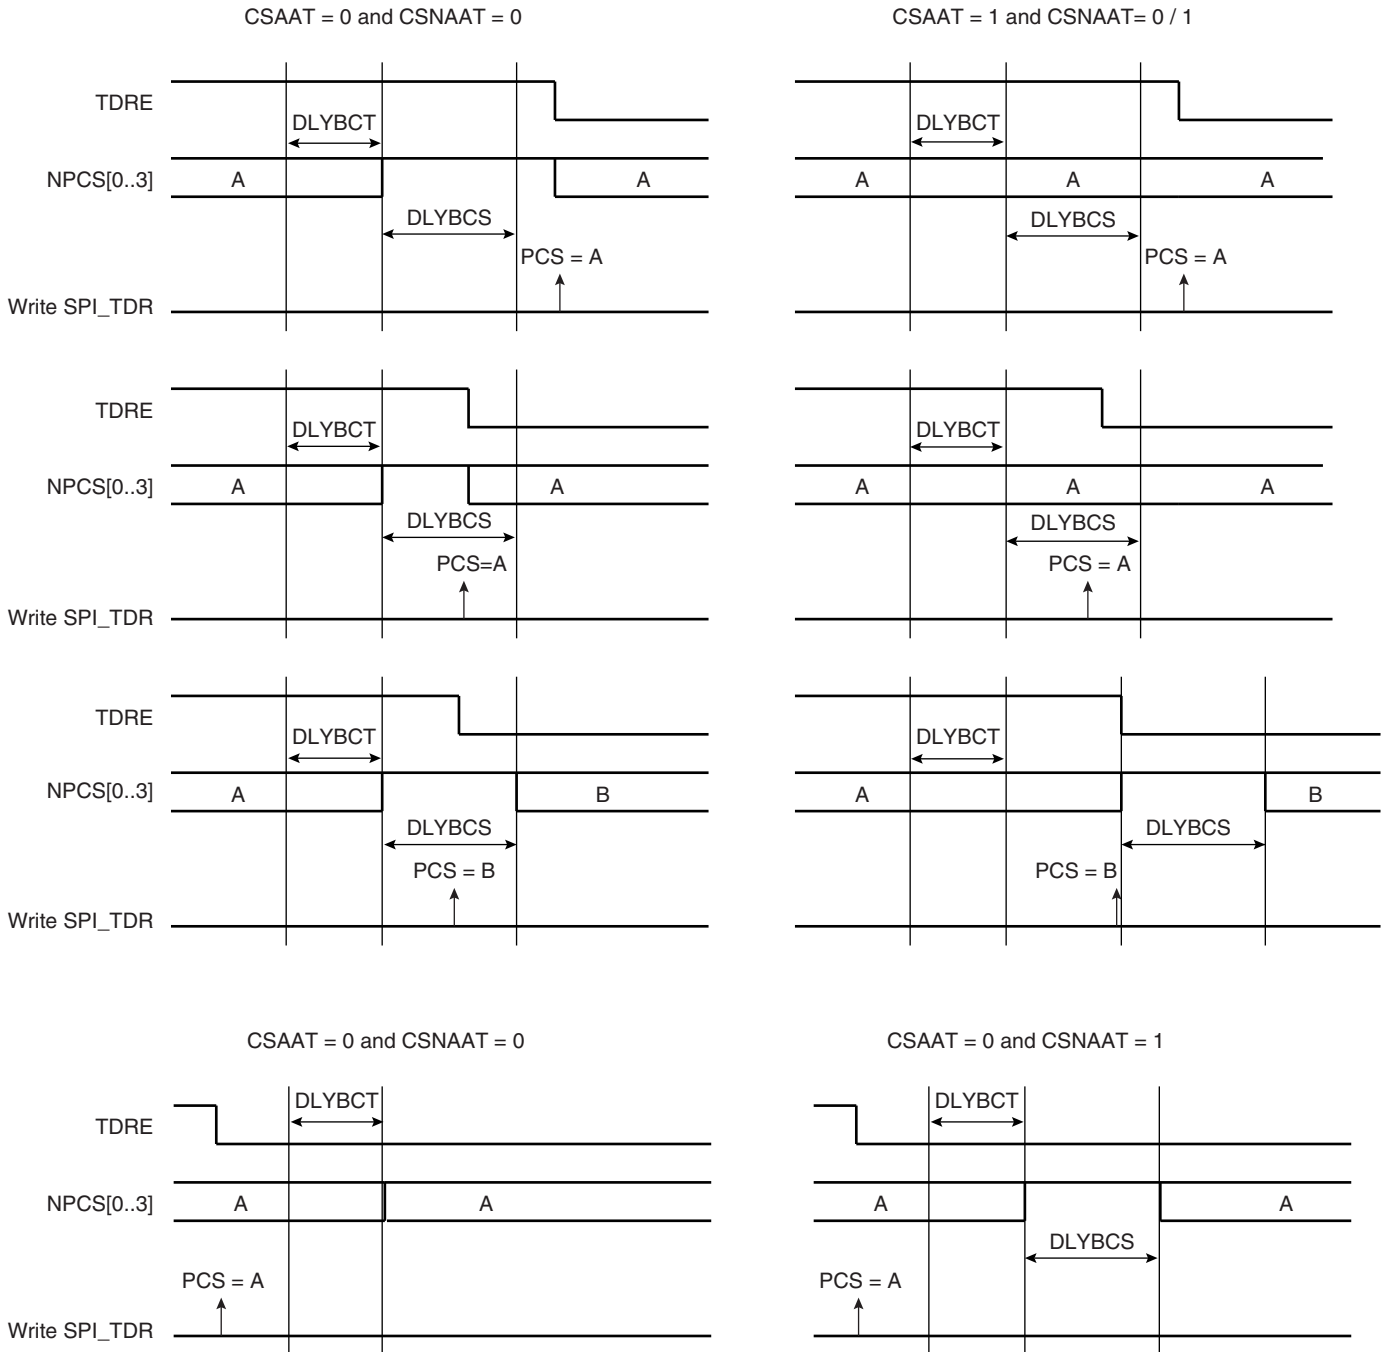 CSAAT = 0 and CSNAAT = 0
CSAAT = 1 and CSNAAT= 0 / 1
TDRE
DLYBCT
DLYBCT
NPCS[0..3]
A
A
A
A
A
DLYBCS
DLYBCS
PCS = A
PCS = A
Write SPI_TDR
TDRE
DLYBCT
DLYBCT
NPCS[0..3]
A
A
A
A
A
DLYBCS
DLYBCS
PCS=A
PCS = A
Write SPI_TDR
TDRE
DLYBCT
DLYBCT
NPCS[0..3]
A
B
A
B
DLYBCS
DLYBCS
PCS = B
PCS = B
Write SPI_TDR
CSAAT = 0 and CSNAAT = 0
CSAAT = 0 and CSNAAT = 1
TDRE
DLYBCT
DLYBCT
NPCS[0..3]
A
A
A
A
DLYBCS
PCS = A
PCS = A
Write SPI_TDR